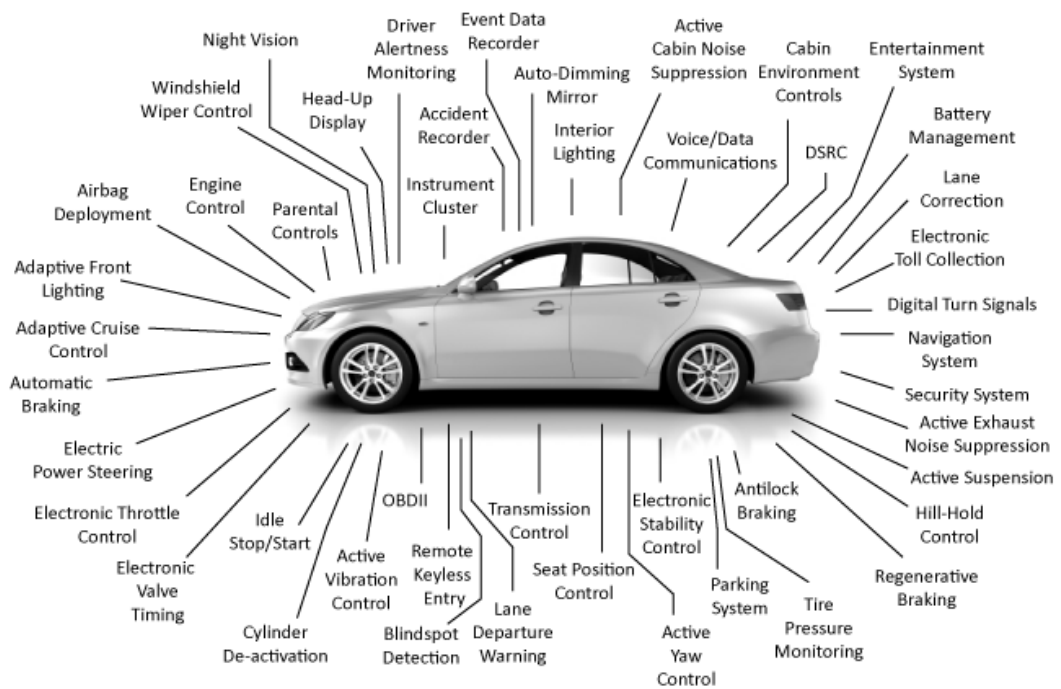 Night Vision
Driver
Alertness
Monitoring
Event Data
Recorder
Active
Cabin Noise
Suppression
Cabin
Environment
Controls
Entertainment
System
Windshield
Wiper Control
Head-Up
Display
Accident
Recorder
Auto-Dimming
Mirror
Interior
Lighting
Voice/Data
Communications
DSRC
Battery
Management
Airbag
Deployment
Engine
Control
Parental
Controls
Instrument
Cluster
Lane
Correction
Electronic
Toll Collection
Adaptive Front
Lighting
Digital Turn Signals
Adaptive Cruise
Control
Navigation
System
Automatic
Braking
Security System
Electric
Power Steering
Active Exhaust
Noise Suppression
Active Suspension
Electronic Throttle
Control
Idle
Stop/Start
OBDII
Transmission
Control
Electronic
Stability
Control
Antilock
Braking
Hill-Hold
Control
Electronic
Valve
Timing
Active
Vibration
Control
Remote
Keyless
Entry
Seat Position
Control
Parking
System
Regenerative
Braking
Cylinder
De-activation
Blindspot
Detection
Lane
Departure
Warning
Active
Yaw
Control
Tire
Pressure
Monitoring